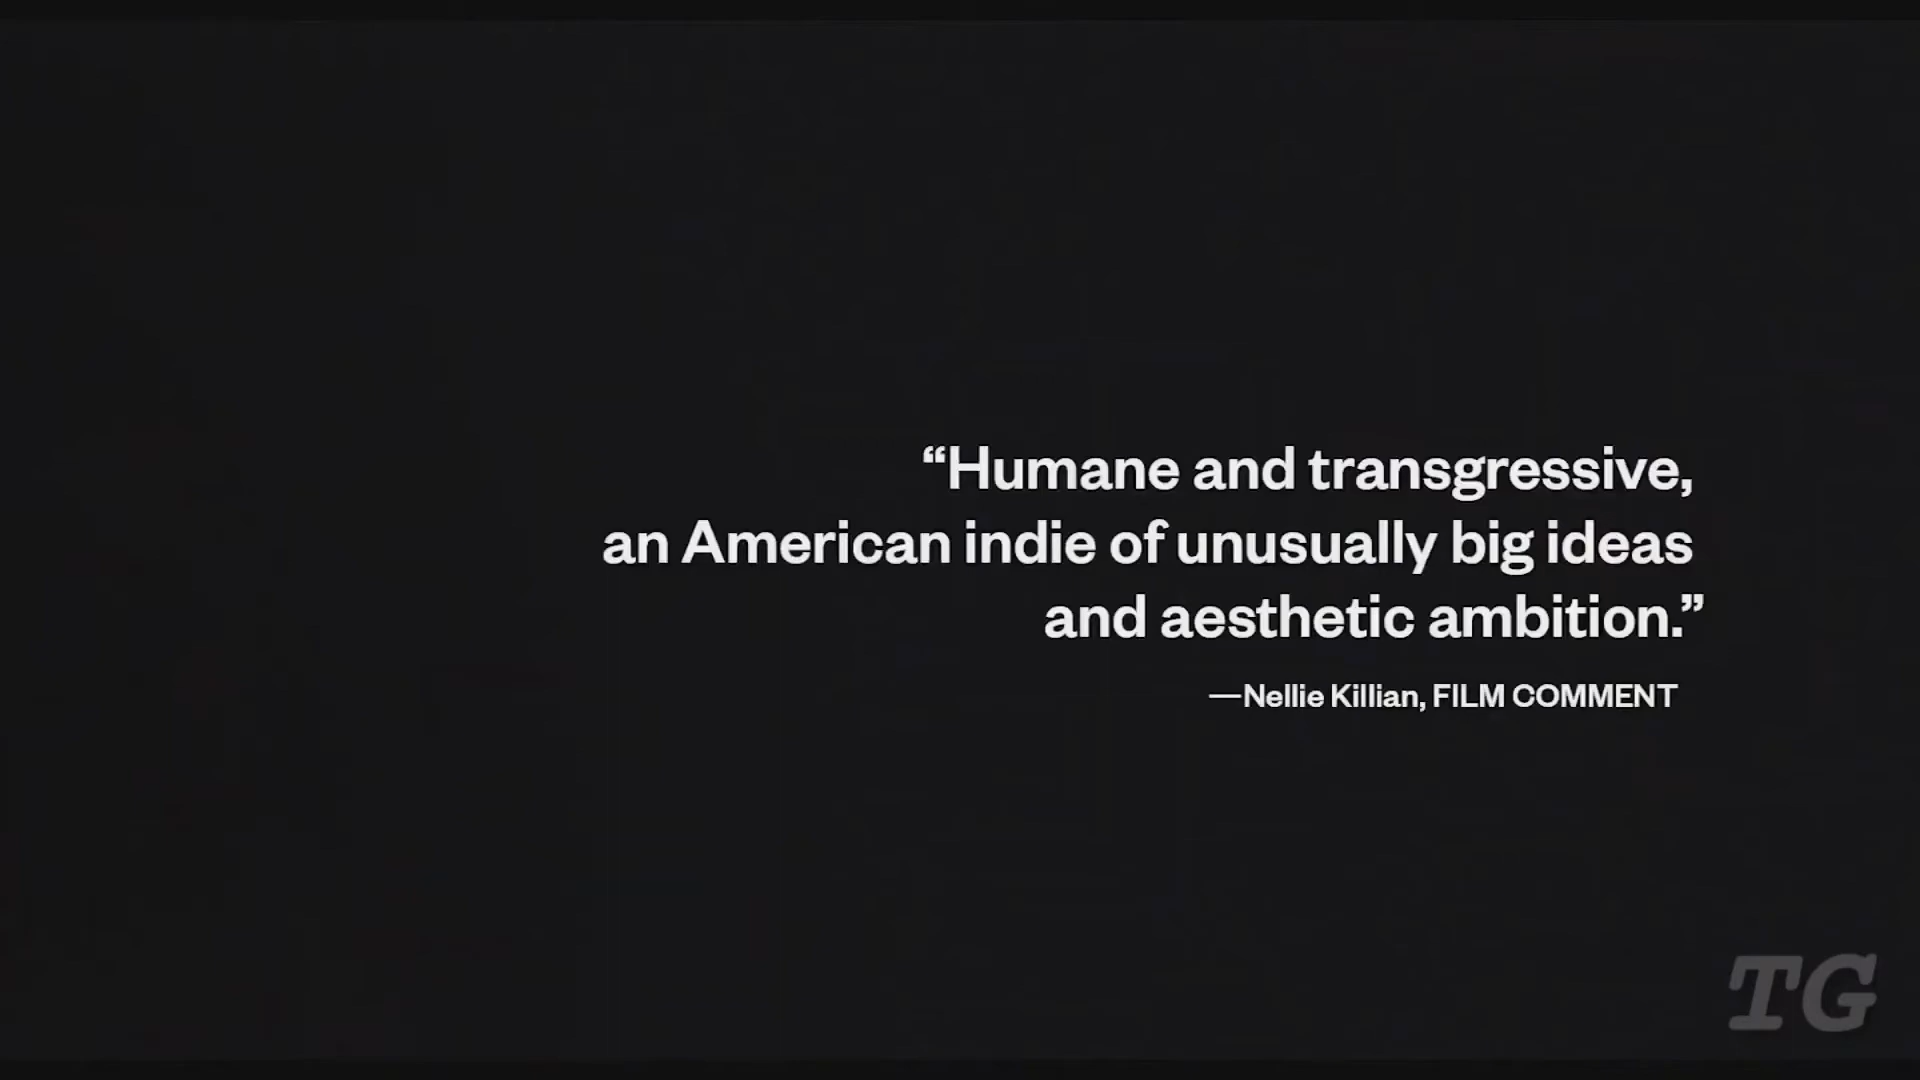 “Humane and transgressive,
an American indie of unusually big ideas
and aesthetic ambition.”
—Nellie Killian, FILM COMMENT
TG